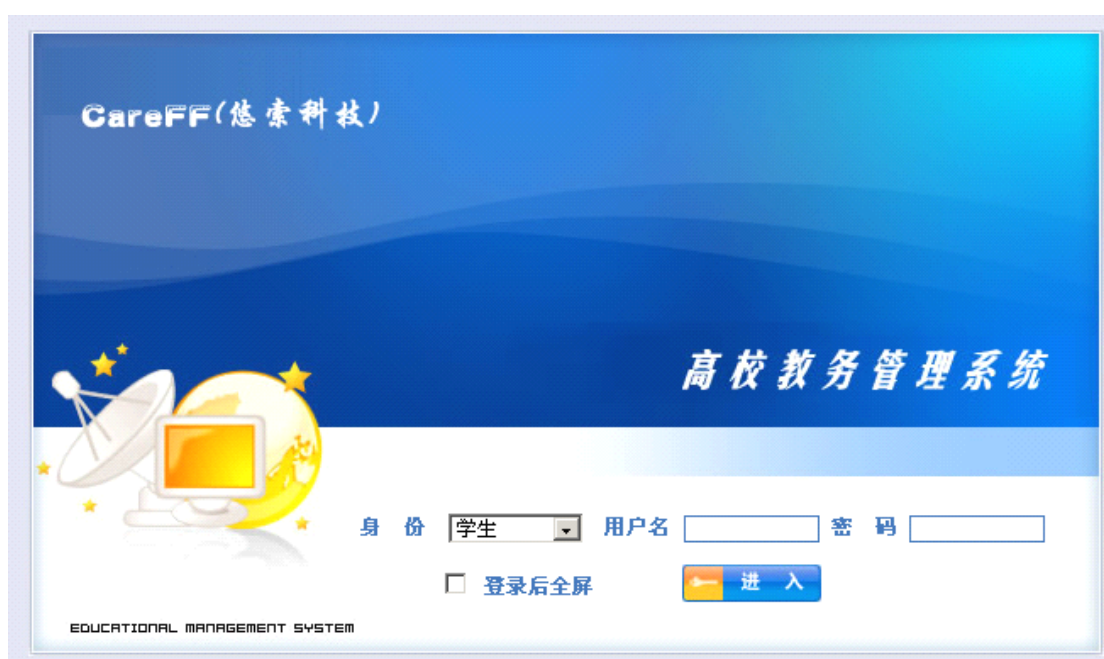 CareFF(悠索科技)
高校教务管理系统
身 份 学生 用户名 密 码
登录后全屏 进 入
EDUCATIONAL MANAGEMENT SYSTEM